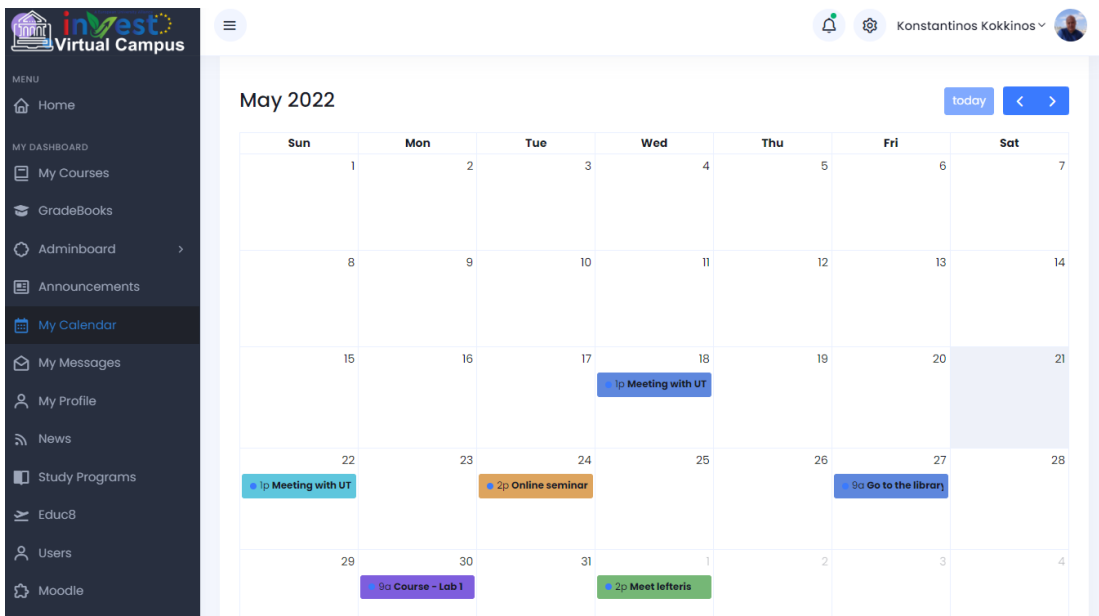 invest
Virtual Campus
MENU
Home
MY DASHBOARD
My Courses
GradeBooks
Adminboard
Announcements
My Calendar
My Messages
My Profile
News
Study Programs
Educ8
Users
Moodle
Konstantinos Kokkinos
May 2022
today
Sun Mon Tue Wed Thu Fri Sat
1 2 3 4 5 6 7
8 9 10 11 12 13 14
15 16 17 18 19 20 21
1p Meeting with UT
22 23 24 25 26 27 28
1p Meeting with UT 2p Online seminar 9a Go to the library
29 30 31 1 2 3 4
9a Course - Lab 1 2p Meet lefteris